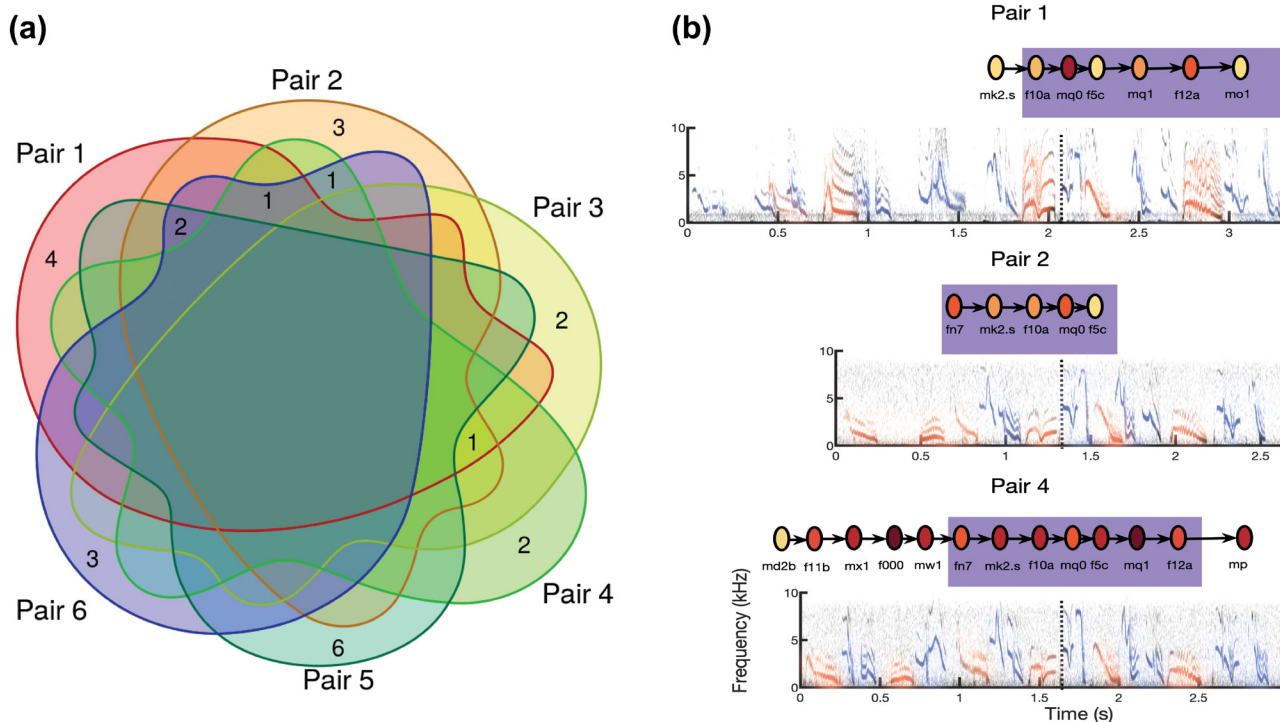 (a)
Pair 1
Pair 2
Pair 3
Pair 4
Pair 5
Pair 6
3
1
1
2
4
2
1
2
3
6
(b)
Pair 1
mk2.s f10a mq0 f5c mq1 f12a mo1
10
5
0
0 0.5 1 1.5 2 2.5 3
Pair 2
fn7 mk2.s f10a mq0 f5c
10
5
0
0 0.5 1 1.5 2 2.5
Pair 4
md2b f11b mx1 f000 mw1 fn7 mk2.s f10a mq0 f5c mq1 f12a mp
Frequency (kHz)
10
5
0
0 0.5 1 1.5 2 2.5
Time (s)